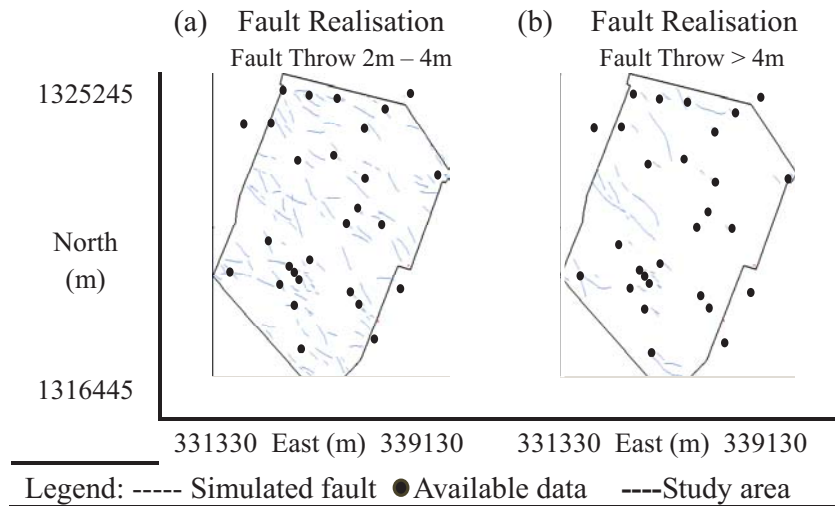 (a) Fault Realisation
Fault Throw 2m – 4m
(b) Fault Realisation
Fault Throw > 4m
1325245
North
(m)
1316445
331330 East (m) 339130
331330 East (m) 339130
Legend: ----- Simulated fault ●Available data ----Study area